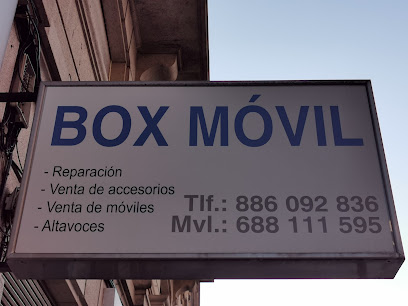 BOX MÓVIL
- Reparación
- Venta de accesorios
- Venta de móviles
- Altavoces
Tlf.: 886 092 836
Mvl.: 688 111 595